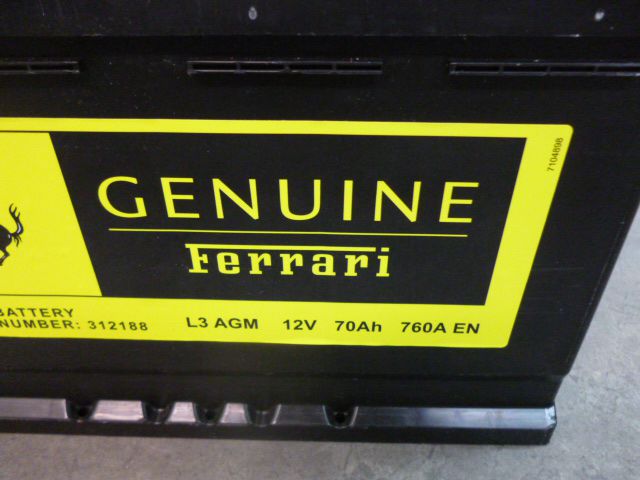 GENUINE
Ferrari
BATTERY
NUMBER: 312188 L3 AGM 12V 70Ah 760A EN
7104898